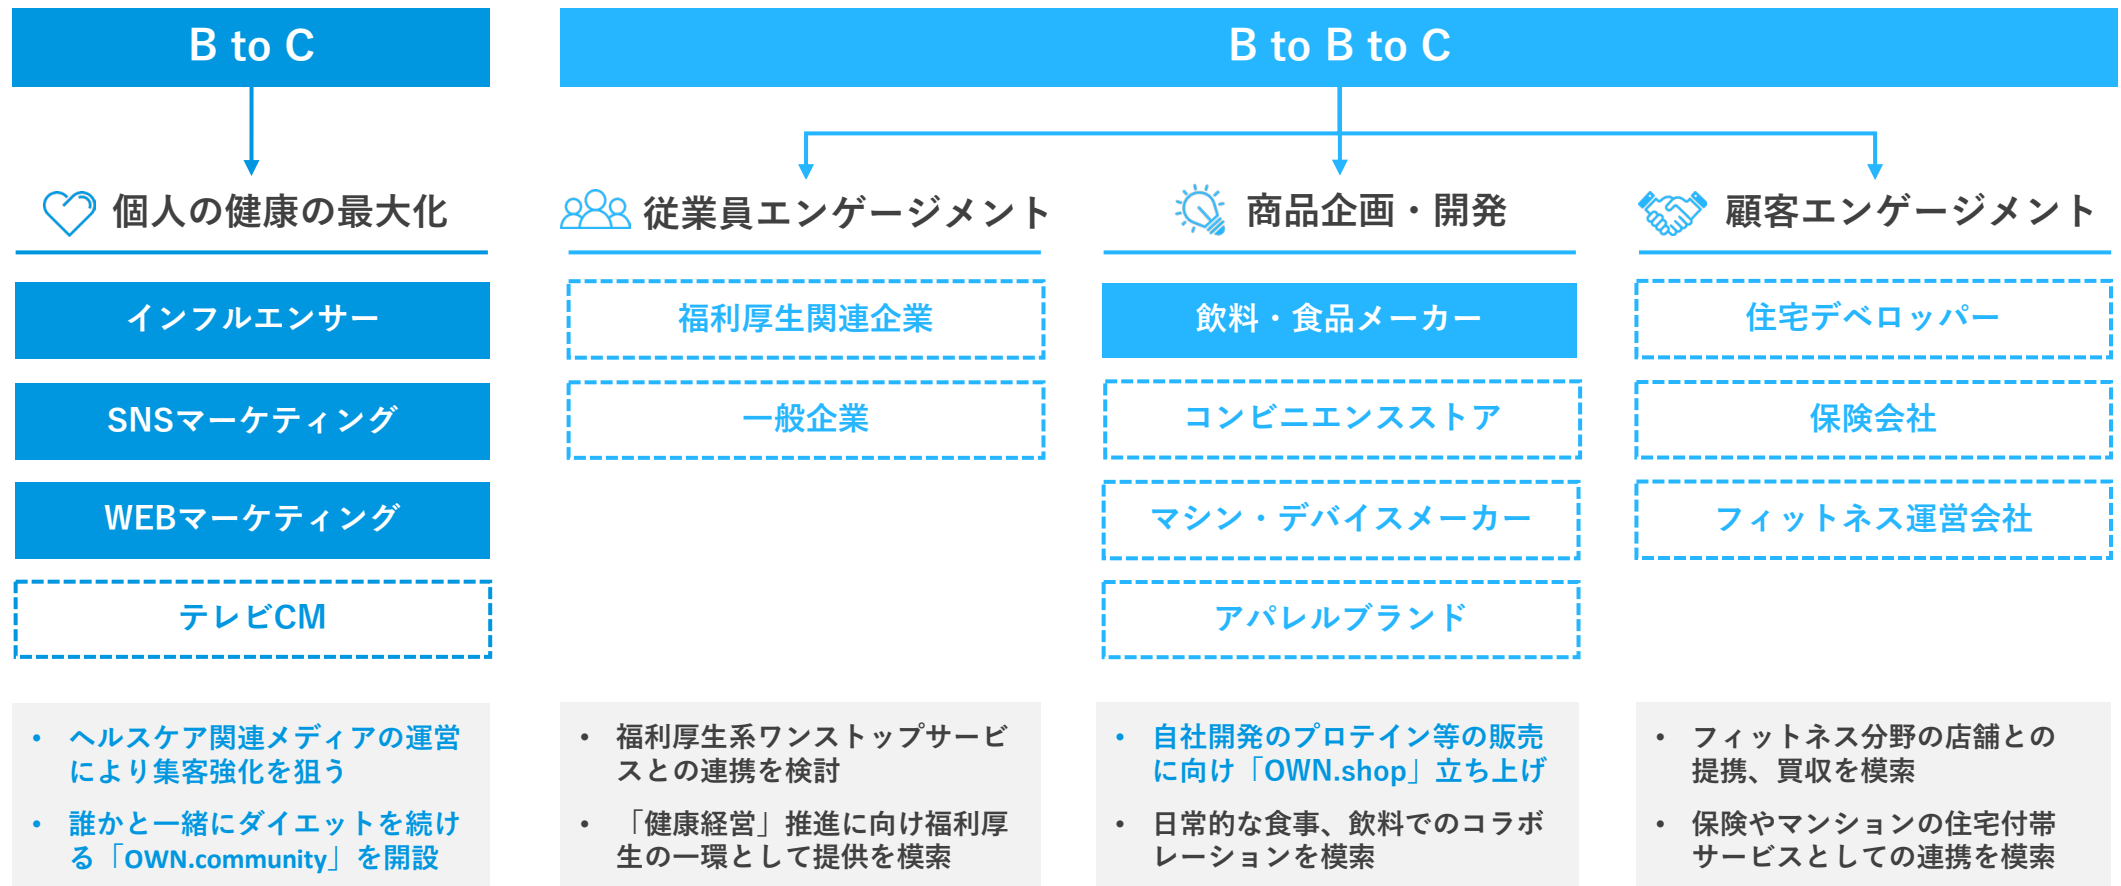 B to C
B to B to C
個人の健康の最大化
従業員エンゲージメント
商品企画・開発
顧客エンゲージメント
インフルエンサー
SNSマーケティング
WEBマーケティング
テレビCM
福利厚生関連企業
一般企業
飲料・食品メーカー
コンビニエンスストア
マシン・デバイスメーカー
アパレルブランド
住宅デベロッパー
保険会社
フィットネス運営会社
• ヘルスケア関連メディアの運営
により集客強化を狙う
• 誰かと一緒にダイエットを続け
る「OWN.community」を開設
• 福利厚生系ワンストップサービ
スとの連携を検討
• 「健康経営」推進に向け福利厚
生の一環として提供を模索
• 自社開発のプロテイン等の販売
に向け「OWN.shop」立ち上げ
• 日常的な食事、飲料でのコラボ
レーションを模索
• フィットネス分野の店舗との
提携、買収を模索
• 保険やマンションの住宅付帯
サービスとしての連携を模索